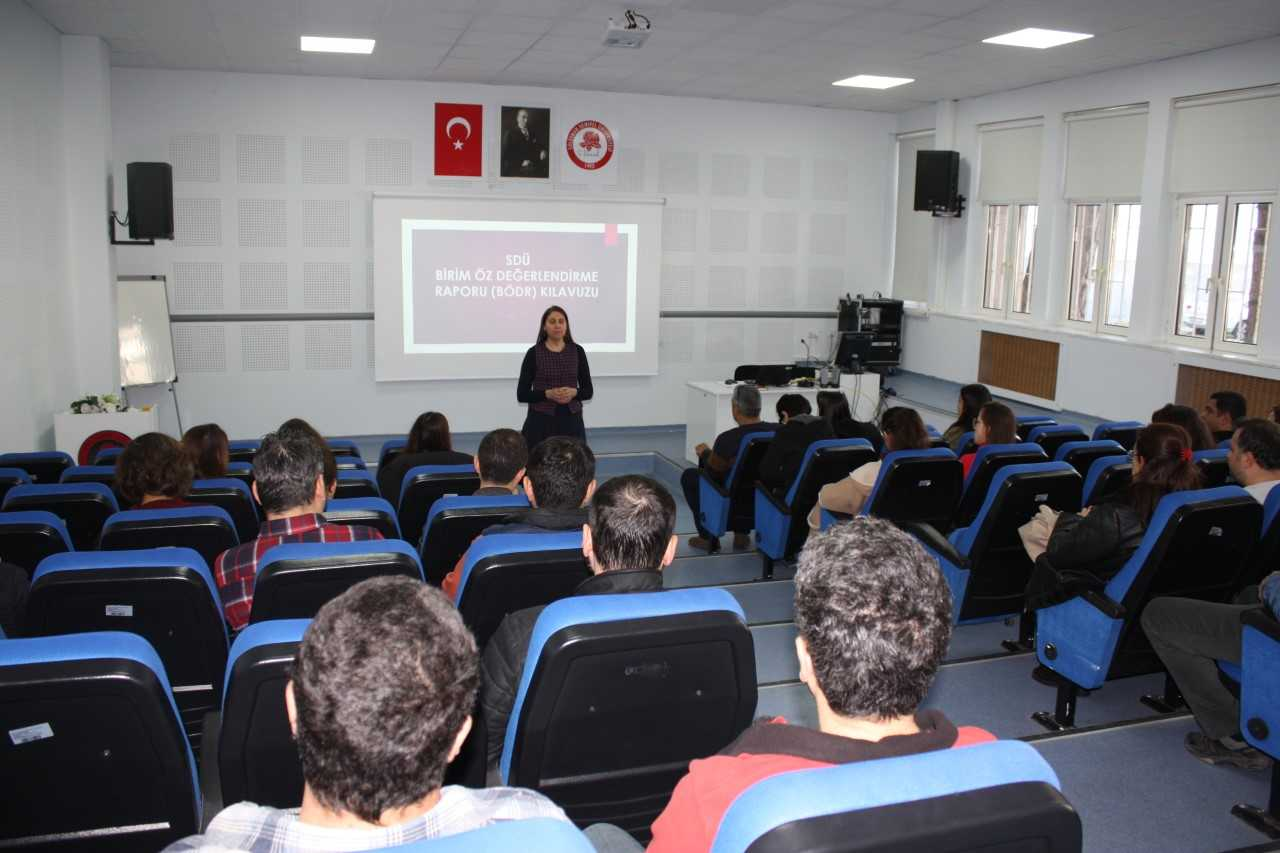 SDÜ
BİRİM ÖZ DEĞERLENDİRME
RAPORU (BÖDR) KILAVUZU